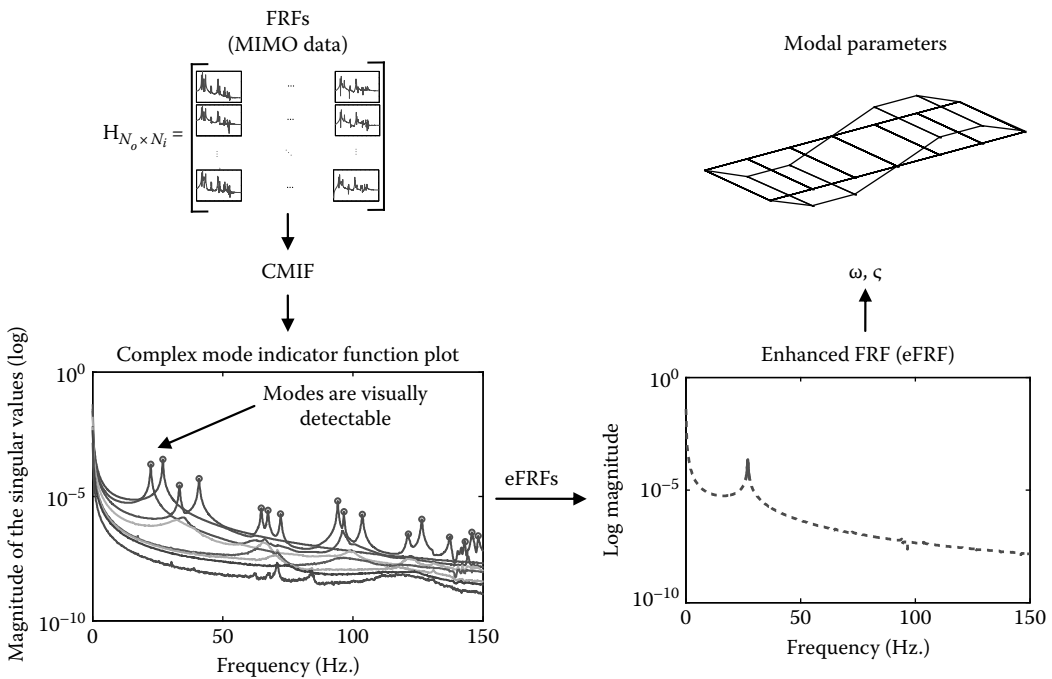 FRFs
(MIMO data)
H_{N_o × N_i} =
...
...
...
...
CMIF
Complex mode indicator function plot
Magnitude of the singular values (log)
10^0
10^{-5}
10^{-10}
Modes are visually
detectable
0 50 100 150
Frequency (Hz.)
eFRFs
Modal parameters
ω, ς
Enhanced FRF (eFRF)
Log magnitude
10^0
10^{-5}
10^{-10}
0 50 100 150
Frequency (Hz.)